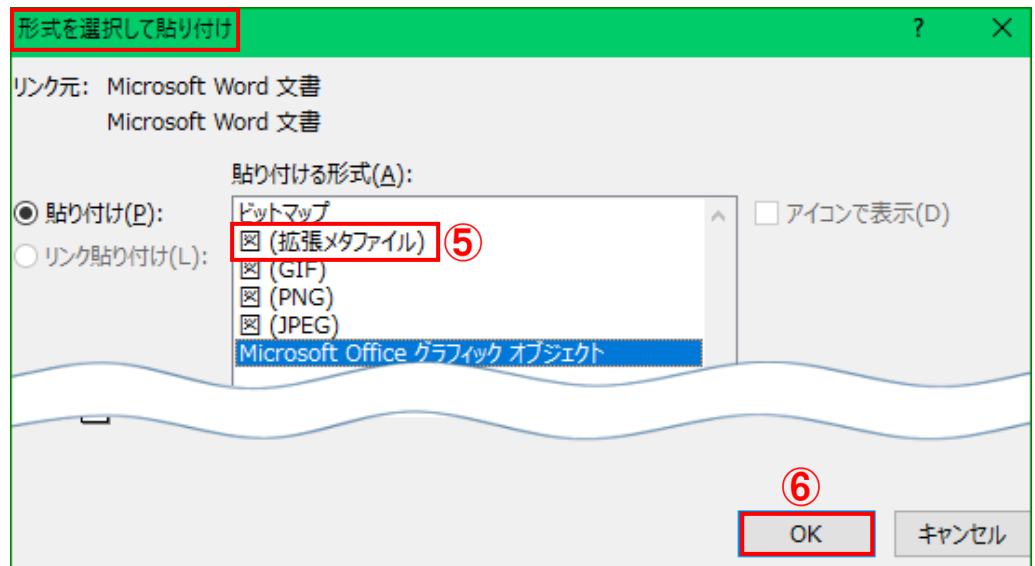 形式を選択して貼り付け ? ×
リンク元: Microsoft Word 文書
Microsoft Word 文書
貼り付ける形式(A):
貼り付け(P):
リンク貼り付け(L):
ビットマップ
図 (拡張メタファイル) ⑤
図 (GIF)
図 (PNG)
図 (JPEG)
Microsoft Office グラフィック オブジェクト
アイコンで表示(D)
⑥
OK キャンセル